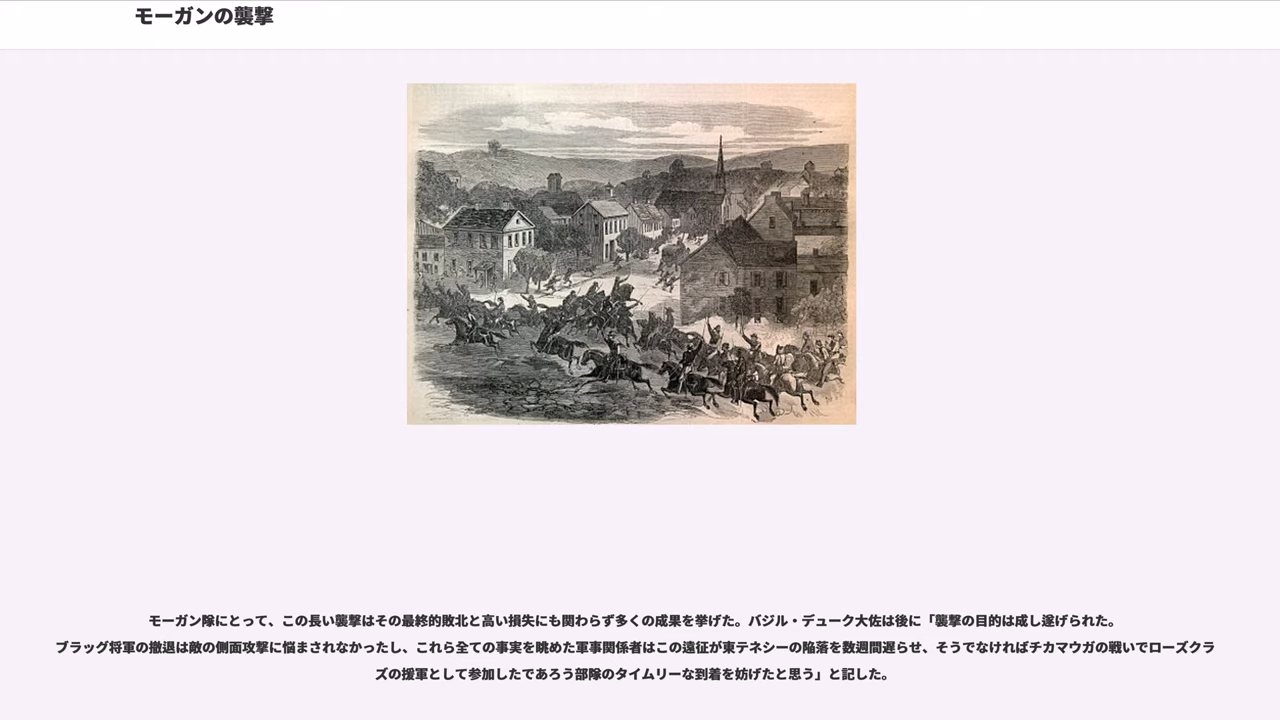 モーガンの襲撃
モーガン隊にとって、この長い襲撃はその最終的敗北と高い損失にも関わらず多くの成果を挙げた。バジル・デューク大佐は後に「襲撃の目的は成し遂げられた。
ブラッグ将軍の撤退は敵の側面攻撃に悩まされなかったし、これら全ての事実を眺めた軍事関係者はこの遠征が東テネシーの陥落を数週間遅らせ、そうでなければチカマウガの戦いでローズクラ
ズの援軍として参加したであろう部隊のタイムリーな到着を妨げたと思う」と記した。